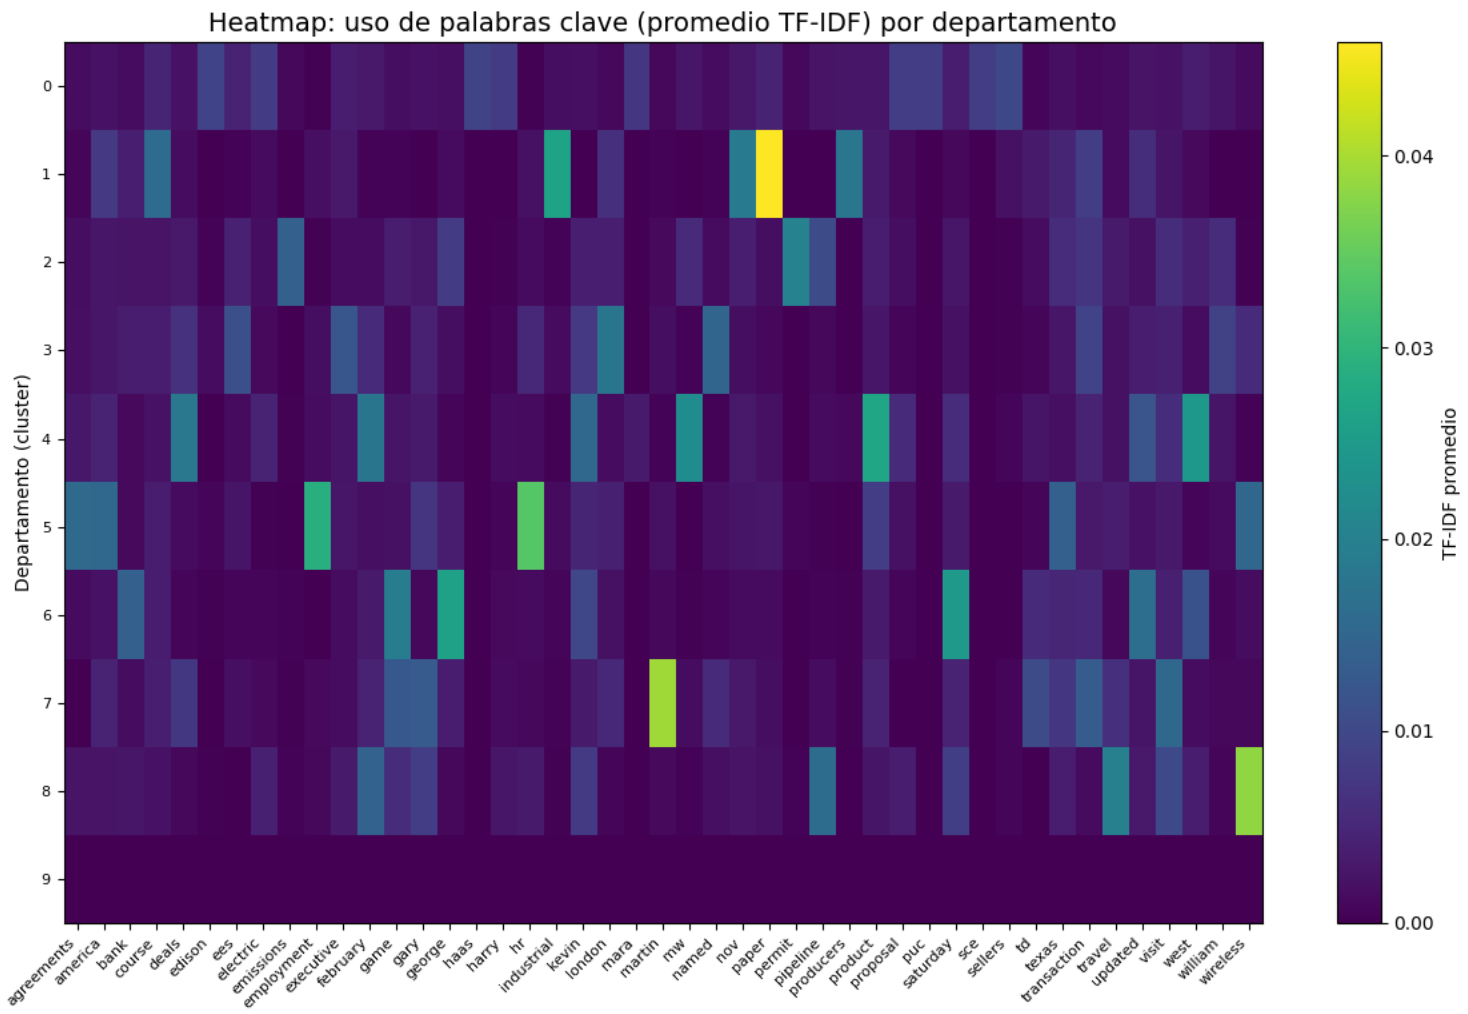 Heatmap: uso de palabras clave (promedio TF-IDF) por departamento
Departamento (cluster)
0
1
2
3
4
5
6
7
8
9
agreements
america
bank
course
deals
edison
ees
electric
emissions
employment
executive
february
game
gary
george
haas
harry
hr
industrial
kevin
london
mara
martin
mw
named
nov
paper
permit
pipeline
producers
product
proposal
puc
saturday
sce
sellers
td
texas
transaction
travel
updated
visit
west
william
wireless
0.04
0.03
0.02
0.01
0.00
TF-IDF promedio